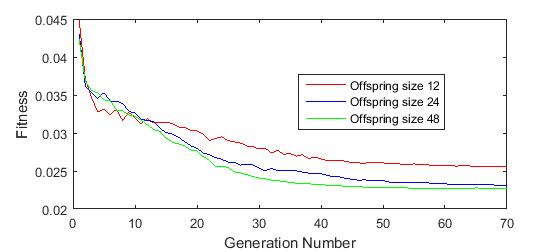 0.045
0.04
0.035
0.03
0.025
0.02
Fitness
Offspring size 12
Offspring size 24
Offspring size 48
0 10 20 30 40 50 60 70
Generation Number